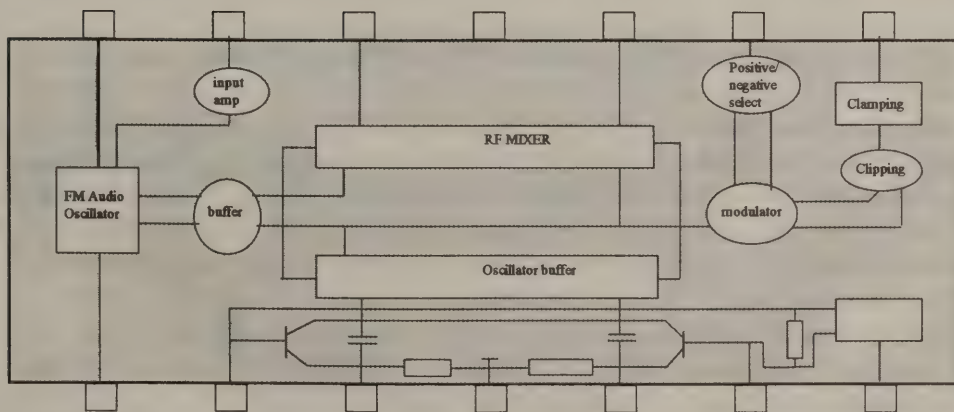 input
amp
Positive/
negative
select
Clamping
RF MIXER
Clipping
FM Audio
Oscillator
buffer
modulator
Oscillator buffer